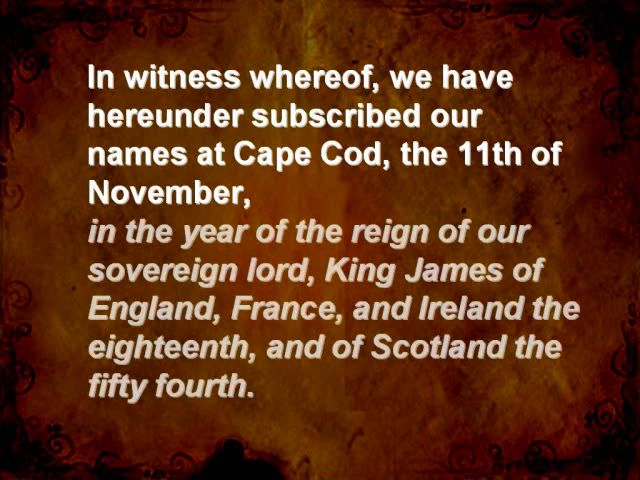 In witness whereof, we have
hereunder subscribed our
names at Cape Cod, the 11th of
November,
in the year of the reign of our
sovereign lord, King James of
England, France, and Ireland the
eighteenth, and of Scotland the
fifty fourth.